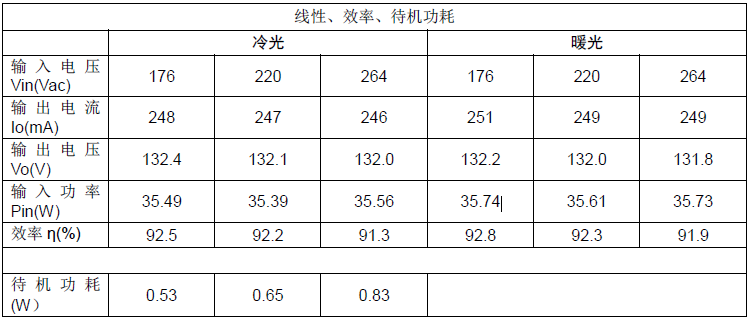 线性、效率、待机功耗
冷光 暖光
输入电压 Vin(Vac) 176 220 264 176 220 264
输出电流 Io(mA) 248 247 246 251 249 249
输出电压 Vo(V) 132.4 132.1 132.0 132.2 132.0 131.8
输入功率 Pin(W) 35.49 35.39 35.56 35.74 35.61 35.73
效率 η(%) 92.5 92.2 91.3 92.8 92.3 91.9
待机功耗 (W) 0.53 0.65 0.83